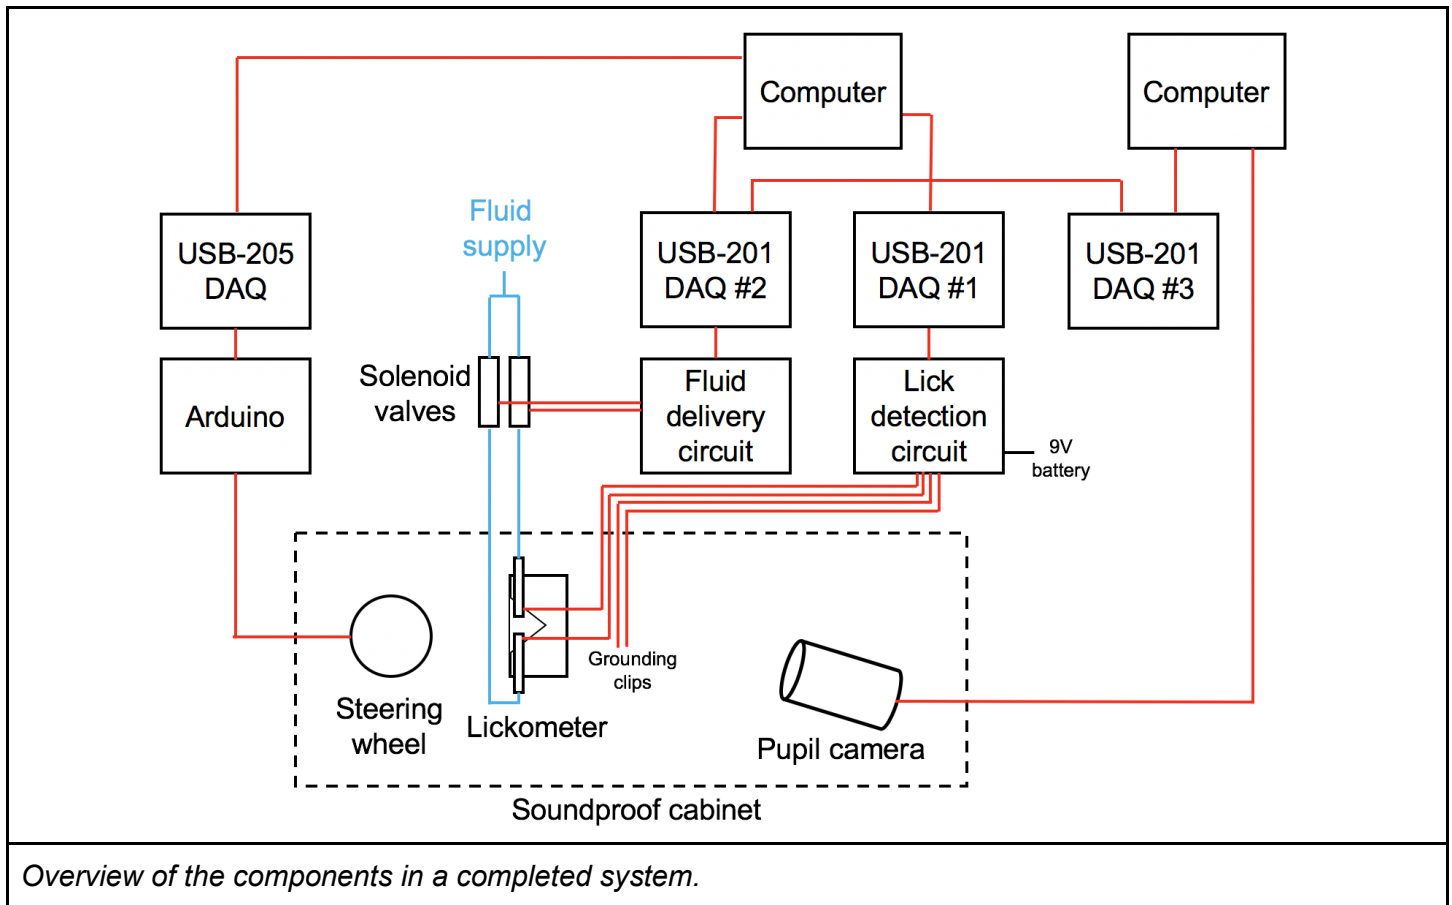 Computer
Computer
Fluid
supply
USB-205
DAQ
USB-201
DAQ #2
USB-201
DAQ #1
USB-201
DAQ #3
Solenoid
valves
Arduino
Fluid
delivery
circuit
Lick
detection
circuit
9V
battery
Grounding
clips
Steering
wheel
Lickometer
Pupil camera
Soundproof cabinet
Overview of the components in a completed system.